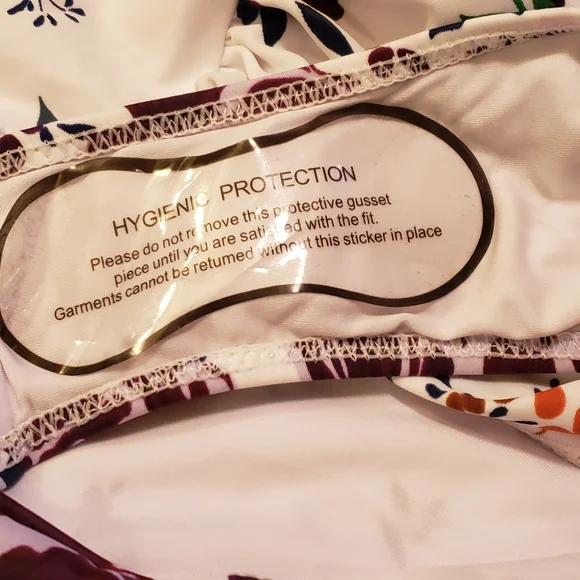 HYGIENIC PROTECTION
Please do not remove this protective gusset
piece until you are satisfied with the fit.
Garments cannot be returned without this sticker in place